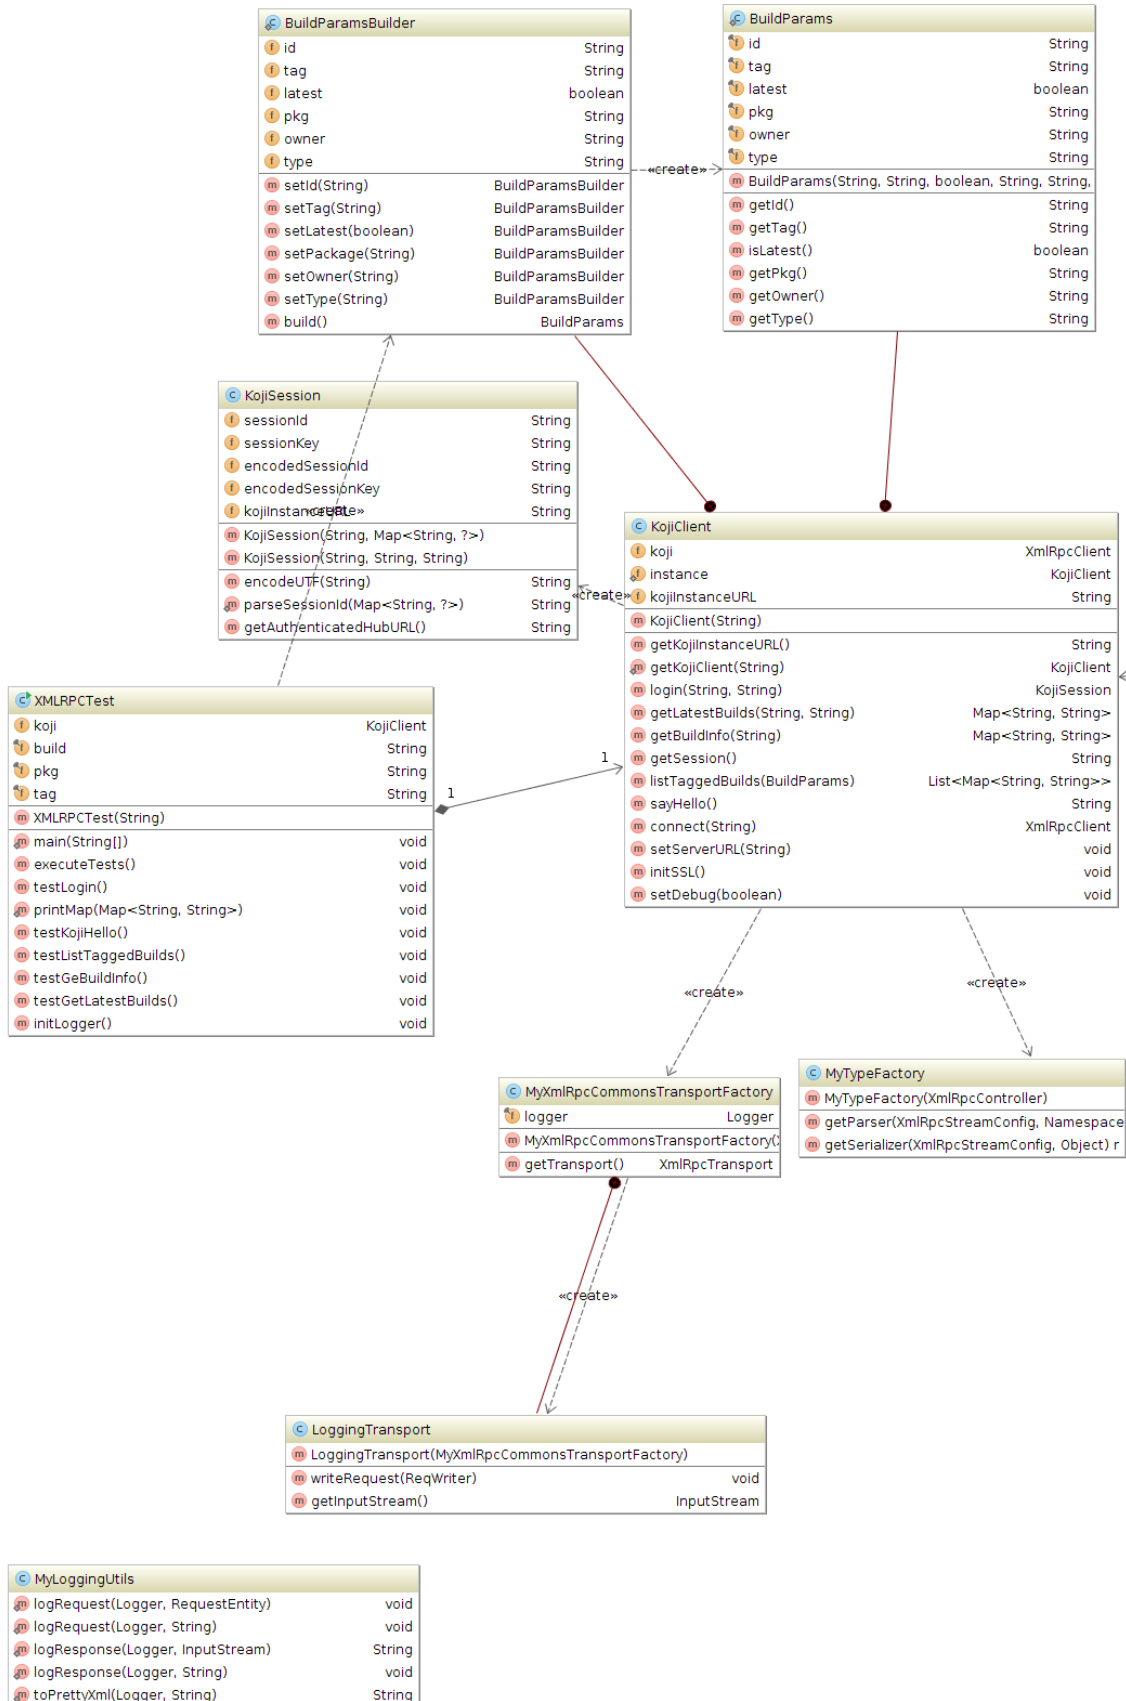 BuildParamsBuilder
id String
tag String
latest boolean
pkg String
owner String
type String
setId(String) BuildParamsBuilder
setTag(String) BuildParamsBuilder
setLatest(boolean) BuildParamsBuilder
setPackage(String) BuildParamsBuilder
setOwner(String) BuildParamsBuilder
setType(String) BuildParamsBuilder
build() BuildParams
«create»
BuildParams
id String
tag String
latest boolean
pkg String
owner String
type String
BuildParams(String, String, boolean, String, String,
getId() String
getTag() String
isLatest() boolean
getPkg() String
getOwner() String
getType() String
KojiSession
sessionId String
sessionKey String
encodedSessionId String
encodedSessionKey String
kojiInstanceURL String
«create»
KojiSession(String, Map<String, ?>)
KojiSession(String, String, String)
encodeUTF(String) String
parseSessionId(Map<String, ?>) String
getAuthenticatedHubURL() String
«create»
KojiClient
koji XmlRpcClient
instance KojiClient
kojiInstanceURL String
KojiClient(String)
getKojiInstanceURL() String
getKojiClient(String) KojiClient
login(String, String) KojiSession
getLatestBuilds(String, String) Map<String, String>
getBuildInfo(String) Map<String, String>
getSession() String
listTaggedBuilds(BuildParams) List<Map<String, String>>
sayHello() String
connect(String) XmlRpcClient
setServerURL(String) void
initSSL() void
setDebug(boolean) void
XMLRPCTest
koji KojiClient
build String
pkg String
tag String
XMLRPCTest(String)
main(String[]) void
executeTests() void
testLogin() void
printMap(Map<String, String>) void
testKojiHello() void
testListTaggedBuilds() void
testGeBuildInfo() void
testGetLatestBuilds() void
initLogger() void
1
1
«create»
«create»
MyXmlRpcCommonsTransportFactory
logger Logger
MyXmlRpcCommonsTransportFactory(
getTransport() XmlRpcTransport
MyTypeFactory
MyTypeFactory(XmlRpcController)
getParser(XmlRpcStreamConfig, Namespace
getSerializer(XmlRpcStreamConfig, Object) r
«create»
LoggingTransport
LoggingTransport(MyXmlRpcCommonsTransportFactory)
writeRequest(ReqWriter) void
getInputStream() InputStream
MyLoggingUtils
logRequest(Logger, RequestEntity) void
logRequest(Logger, String) void
logResponse(Logger, InputStream) String
logResponse(Logger, String) void
toPrettyXml(Logger, String) String